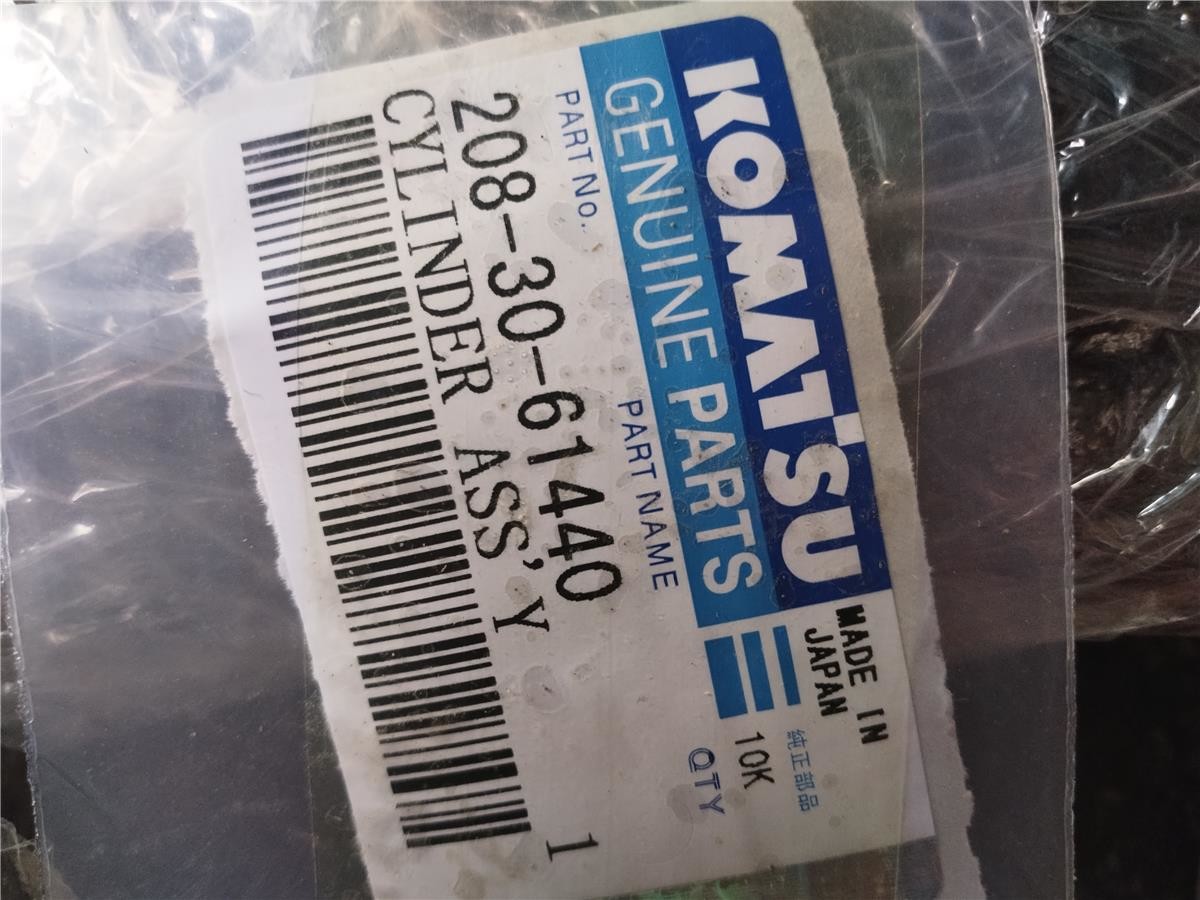 KOMATSU
MADE IN
JAPAN
GENUINE PARTS
純正部品
10K
PART No.
PART NAME
QTY
208-30-61440
CYLINDER ASS'Y
1